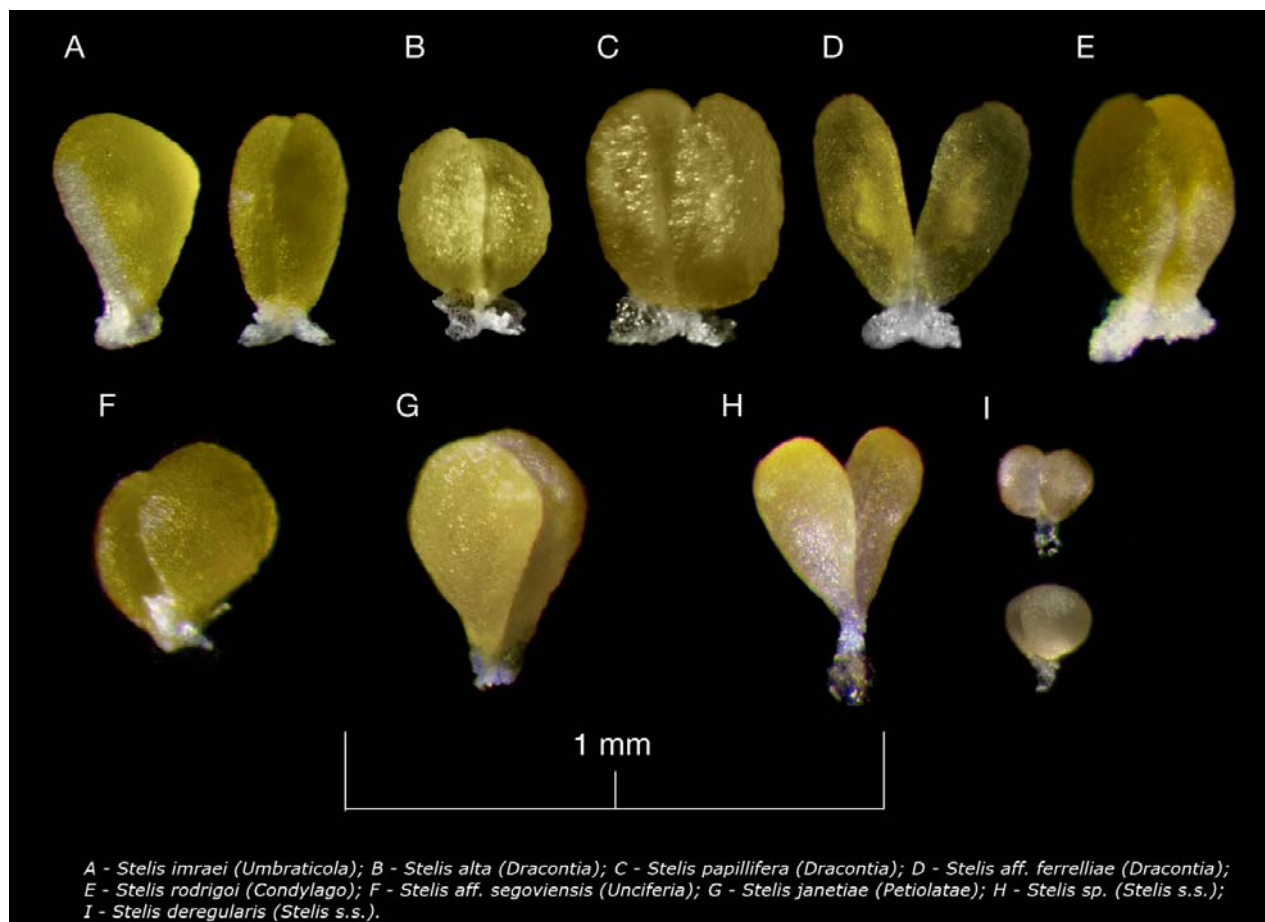 A B C D E
F G H I
1 mm
A - Stelis imraei (Umbraticola); B - Stelis alta (Dracontia); C - Stelis papillifera (Dracontia); D - Stelis aff. ferrelliae (Dracontia);
E - Stelis rodrigoi (Condylago); F - Stelis aff. segoviensis (Unciferia); G - Stelis janetiae (Petiolatae); H - Stelis sp. (Stelis s.s.);
I - Stelis deregularis (Stelis s.s.).